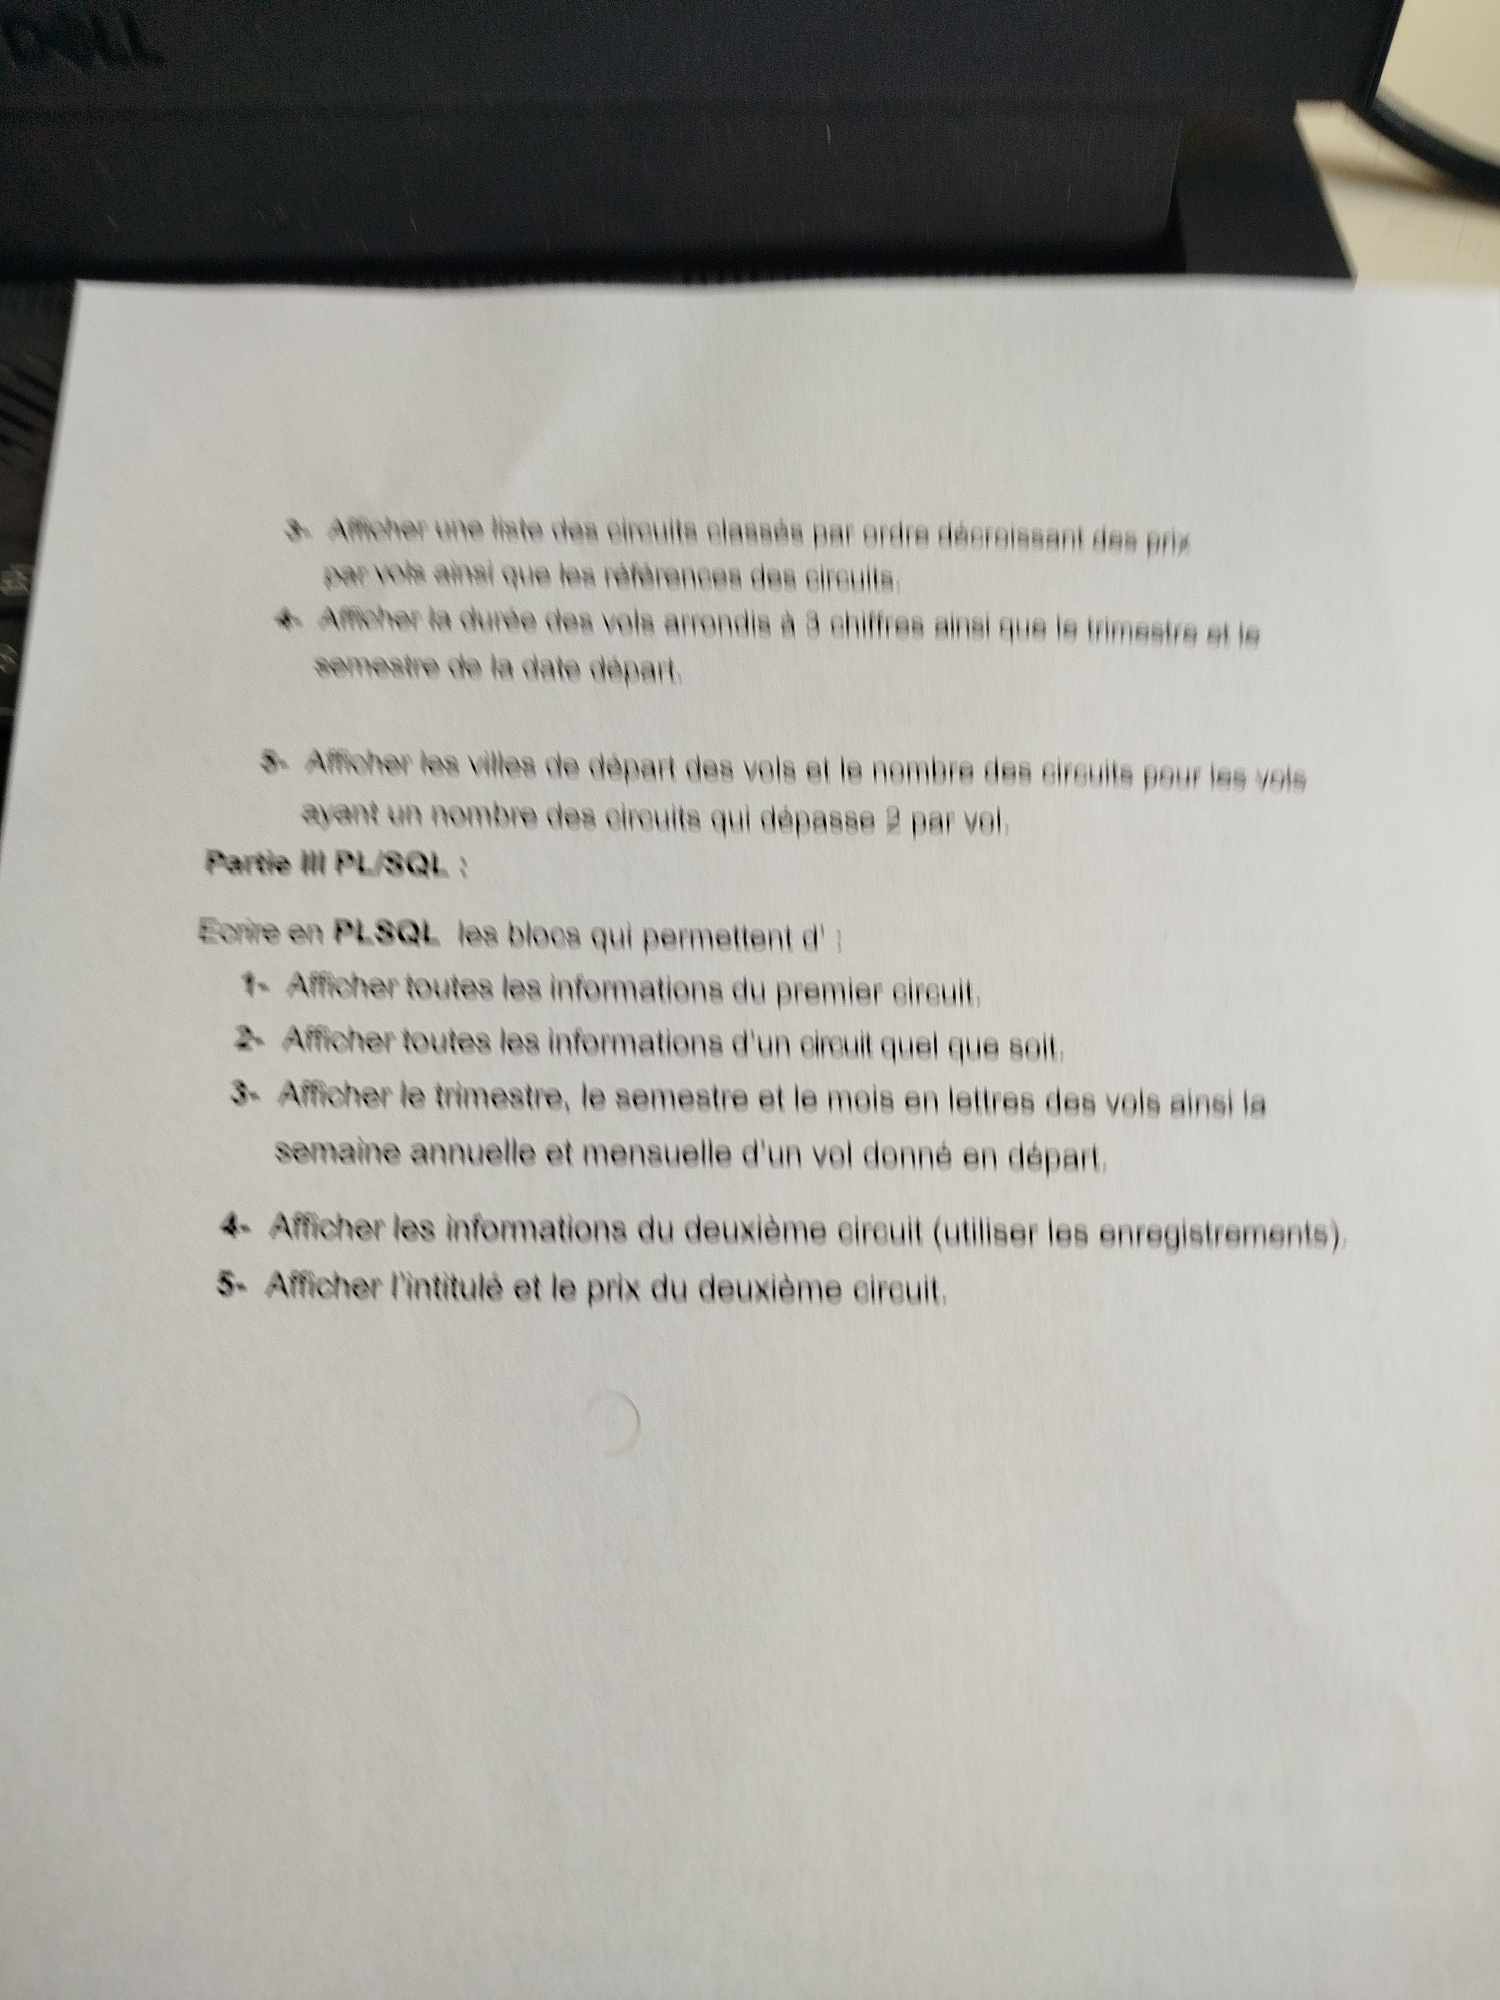 DELL
3- Afficher une liste des circuits classés par ordre décroissant des prix
par vols ainsi que les références des circuits.
4- Afficher la durée des vols arrondis à 3 chiffres ainsi que le trimestre et le
semestre de la date départ.
5- Afficher les villes de départ des vols et le nombre des circuits pour les vols
ayant un nombre des circuits qui dépasse 2 par vol.
Partie III PL/SQL :
Ecrire en PLSQL les blocs qui permettent d' :
1- Afficher toutes les informations du premier circuit.
2- Afficher toutes les informations d'un circuit quel que soit.
3- Afficher le trimestre, le semestre et le mois en lettres des vols ainsi la
semaine annuelle et mensuelle d'un vol donné en départ.
4- Afficher les informations du deuxième circuit (utiliser les enregistrements).
5- Afficher l'intitulé et le prix du deuxième circuit.